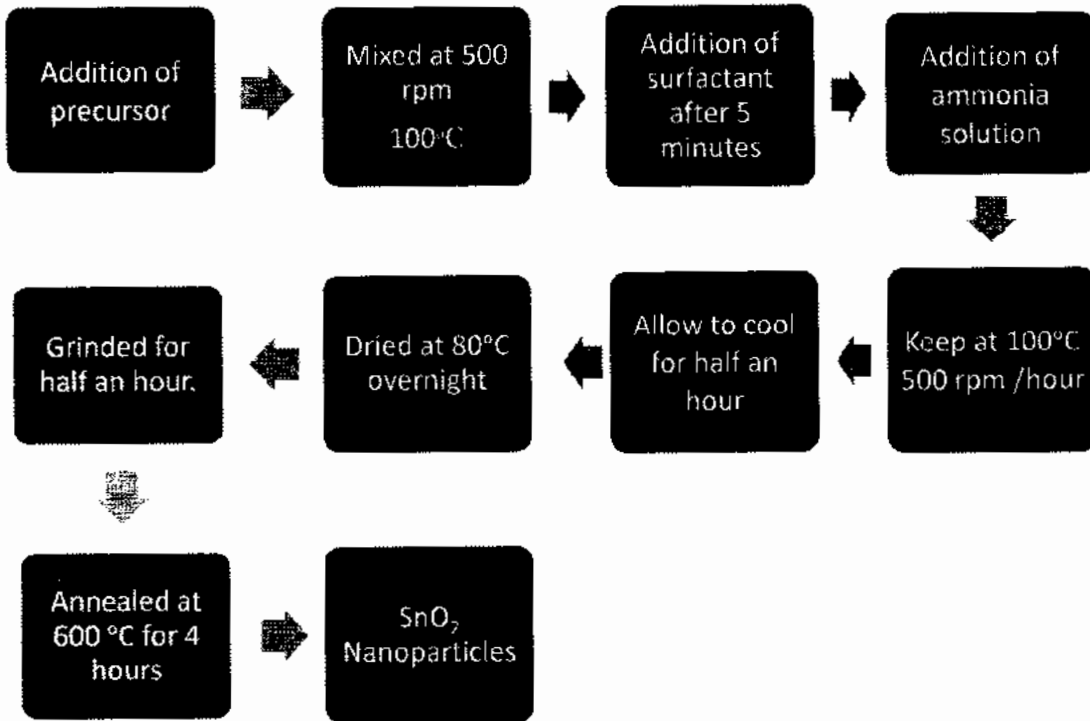 Addition of
precursor
Mixed at 500
rpm
100°C
Addition of
surfactant
after 5
minutes
Addition of
ammonia
solution
Keep at 100°C
500 rpm /hour
Allow to cool
for half an
hour
Dried at 80°C
overnight
Grinded for
half an hour.
Annealed at
600 °C for 4
hours
SnO₂
Nanoparticles